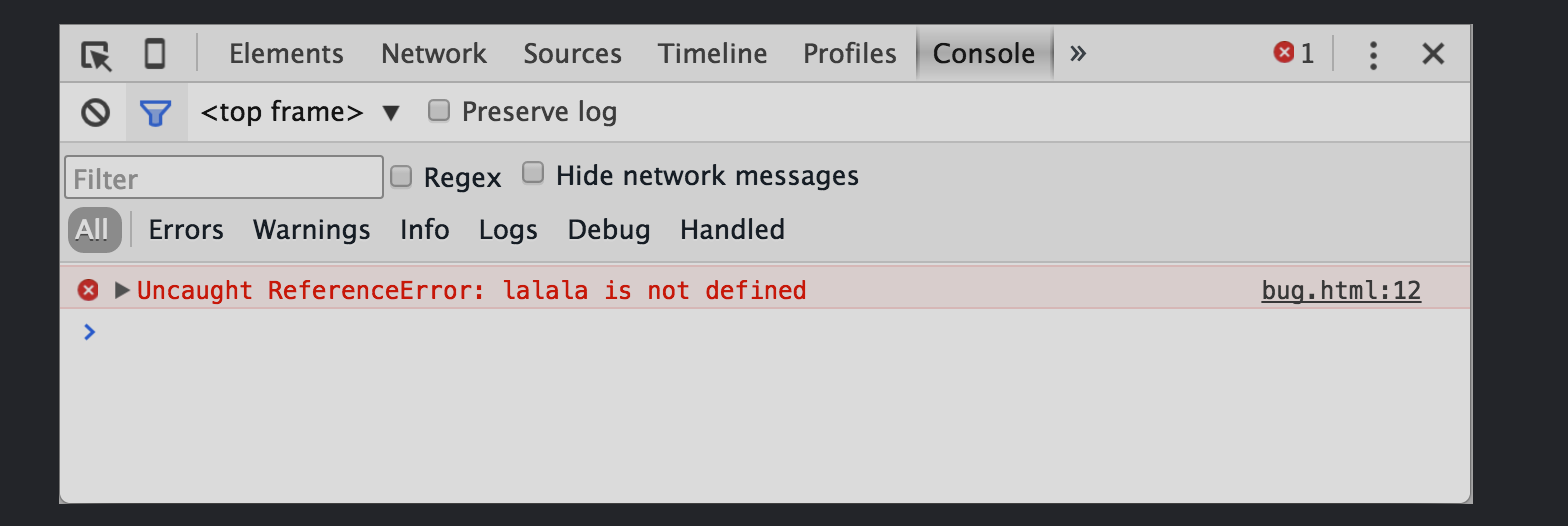 Elements Network Sources Timeline Profiles Console » 1
<top frame> ▼ Preserve log
Filter Regex Hide network messages
All Errors Warnings Info Logs Debug Handled
Uncaught ReferenceError: lalala is not defined bug.html:12